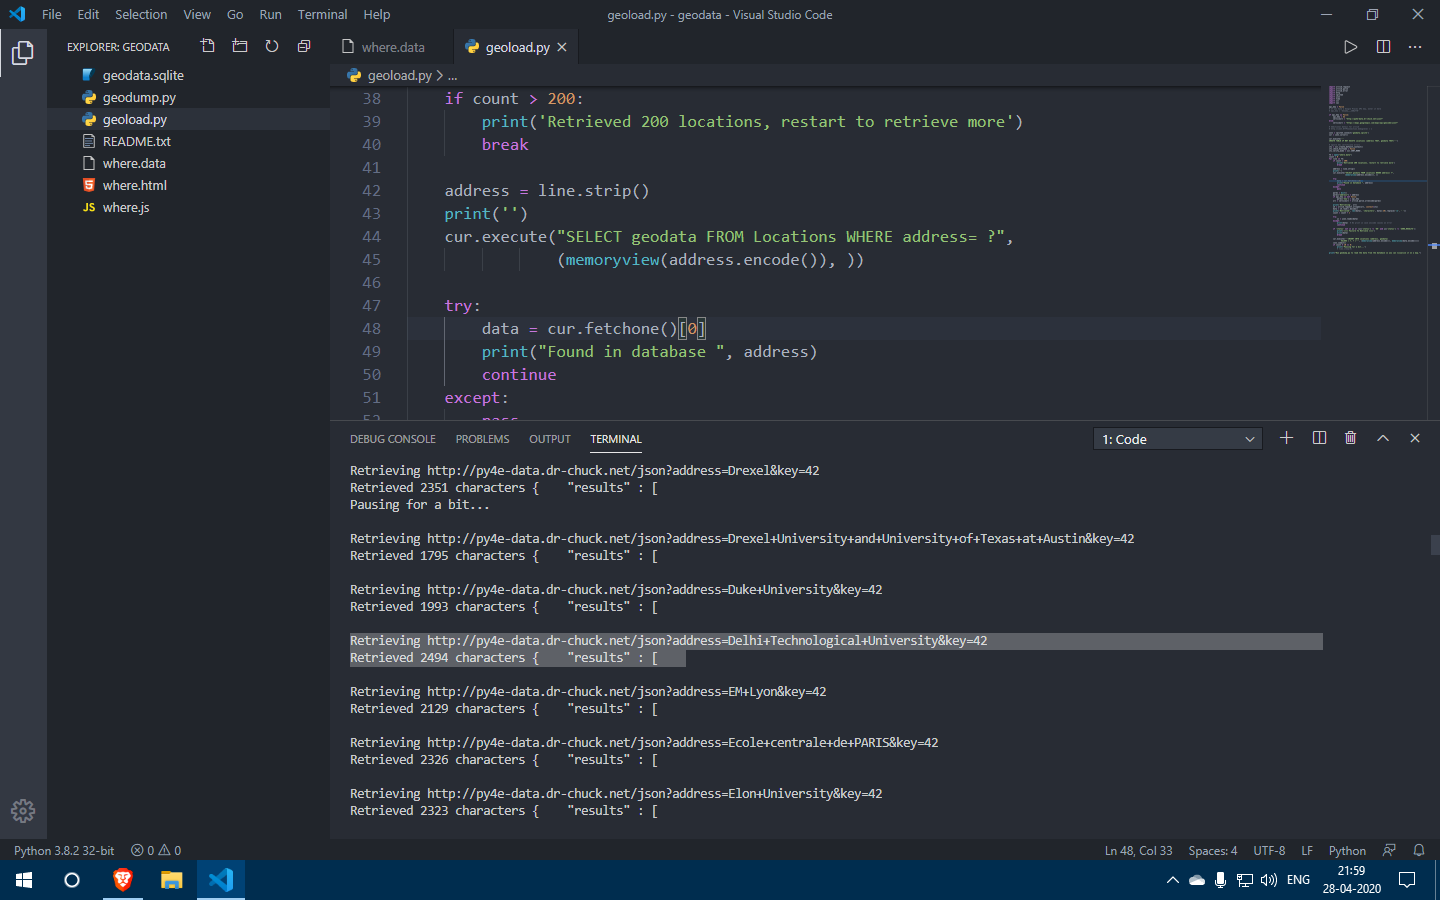 File Edit Selection View Go Run Terminal Help geoload.py - geodata - Visual Studio Code
EXPLORER: GEODATA
geodata.sqlite
geodump.py
geoload.py
README.txt
where.data
where.html
JS where.js
where.data geoload.py
geoload.py > ...
38 if count > 200:
39 print('Retrieved 200 locations, restart to retrieve more')
40 break
41
42 address = line.strip()
43 print('')
44 cur.execute("SELECT geodata FROM Locations WHERE address= ?",
45 (memoryview(address.encode()), ))
46
47 try:
48 data = cur.fetchone()[0]
49 print("Found in database ", address)
50 continue
51 except:
52 pass
DEBUG CONSOLE PROBLEMS OUTPUT TERMINAL 1: Code
Retrieving http://py4e-data.dr-chuck.net/json?address=Drexel&key=42
Retrieved 2351 characters { "results" : [
Pausing for a bit...
Retrieving http://py4e-data.dr-chuck.net/json?address=Drexel+University+and+University+of+Texas+at+Austin&key=42
Retrieved 1795 characters { "results" : [
Retrieving http://py4e-data.dr-chuck.net/json?address=Duke+University&key=42
Retrieved 1993 characters { "results" : [
Retrieving http://py4e-data.dr-chuck.net/json?address=Delhi+Technological+University&key=42
Retrieved 2494 characters { "results" : [
Retrieving http://py4e-data.dr-chuck.net/json?address=EM+Lyon&key=42
Retrieved 2129 characters { "results" : [
Retrieving http://py4e-data.dr-chuck.net/json?address=Ecole+centrale+de+PARIS&key=42
Retrieved 2326 characters { "results" : [
Retrieving http://py4e-data.dr-chuck.net/json?address=Elon+University&key=42
Retrieved 2323 characters { "results" : [
Python 3.8.2 32-bit 0 0 Ln 48, Col 33 Spaces: 4 UTF-8 LF Python
ENG 21:59
28-04-2020